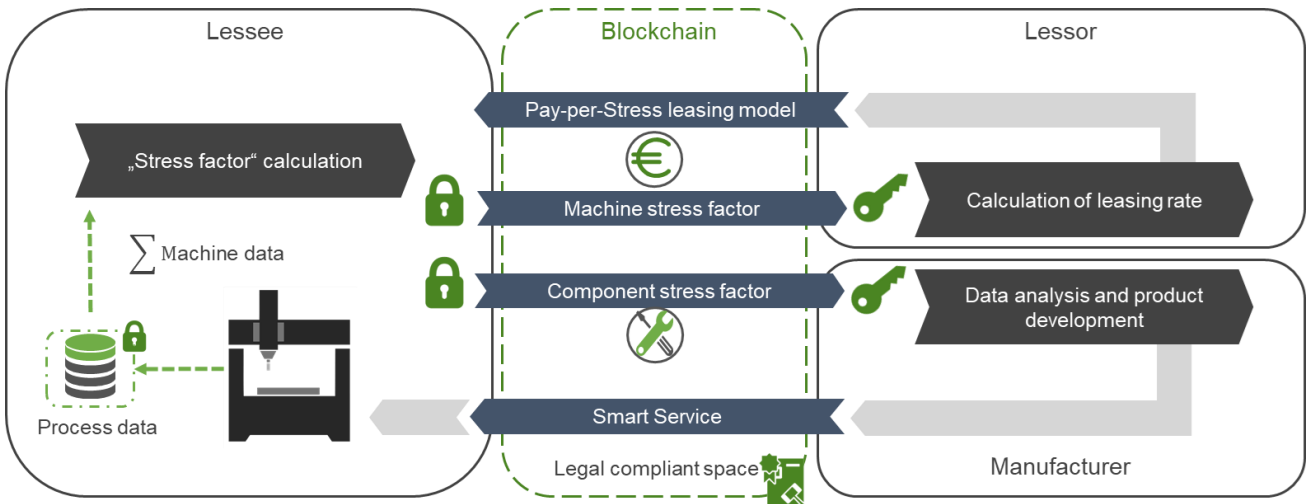 Lessee
Blockchain
Lessor
Pay-per-Stress leasing model
„Stress factor“ calculation
€
Machine stress factor
Calculation of leasing rate
∑ Machine data
Component stress factor
Data analysis and product
development
Process data
Smart Service
Legal compliant space
Manufacturer